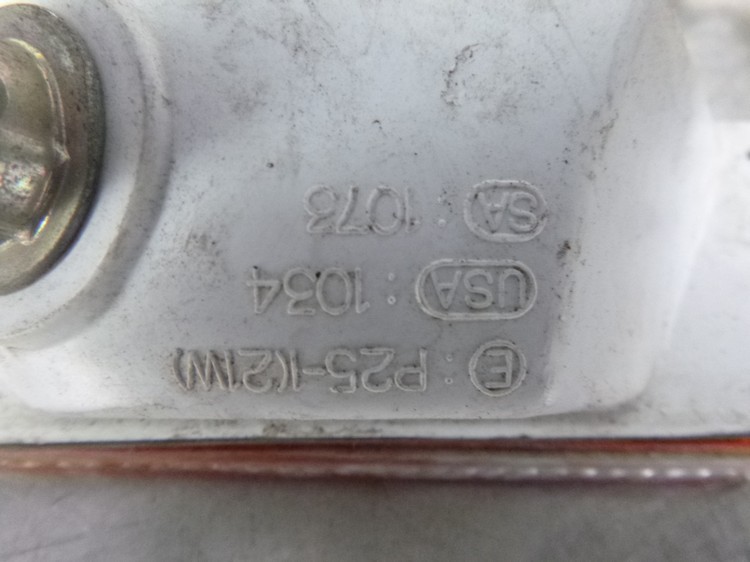 E : P25-1(21W)
USA : 1034
SA : 1073